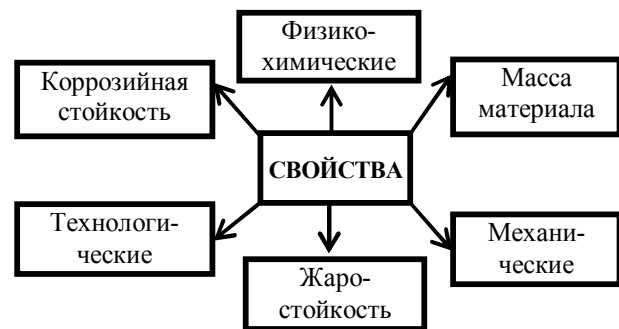 Физико-
химические
Коррозийная
стойкость
Масса
материала
СВОЙСТВА
Технологи-
ческие
Механи-
ческие
Жаро-
стойкость